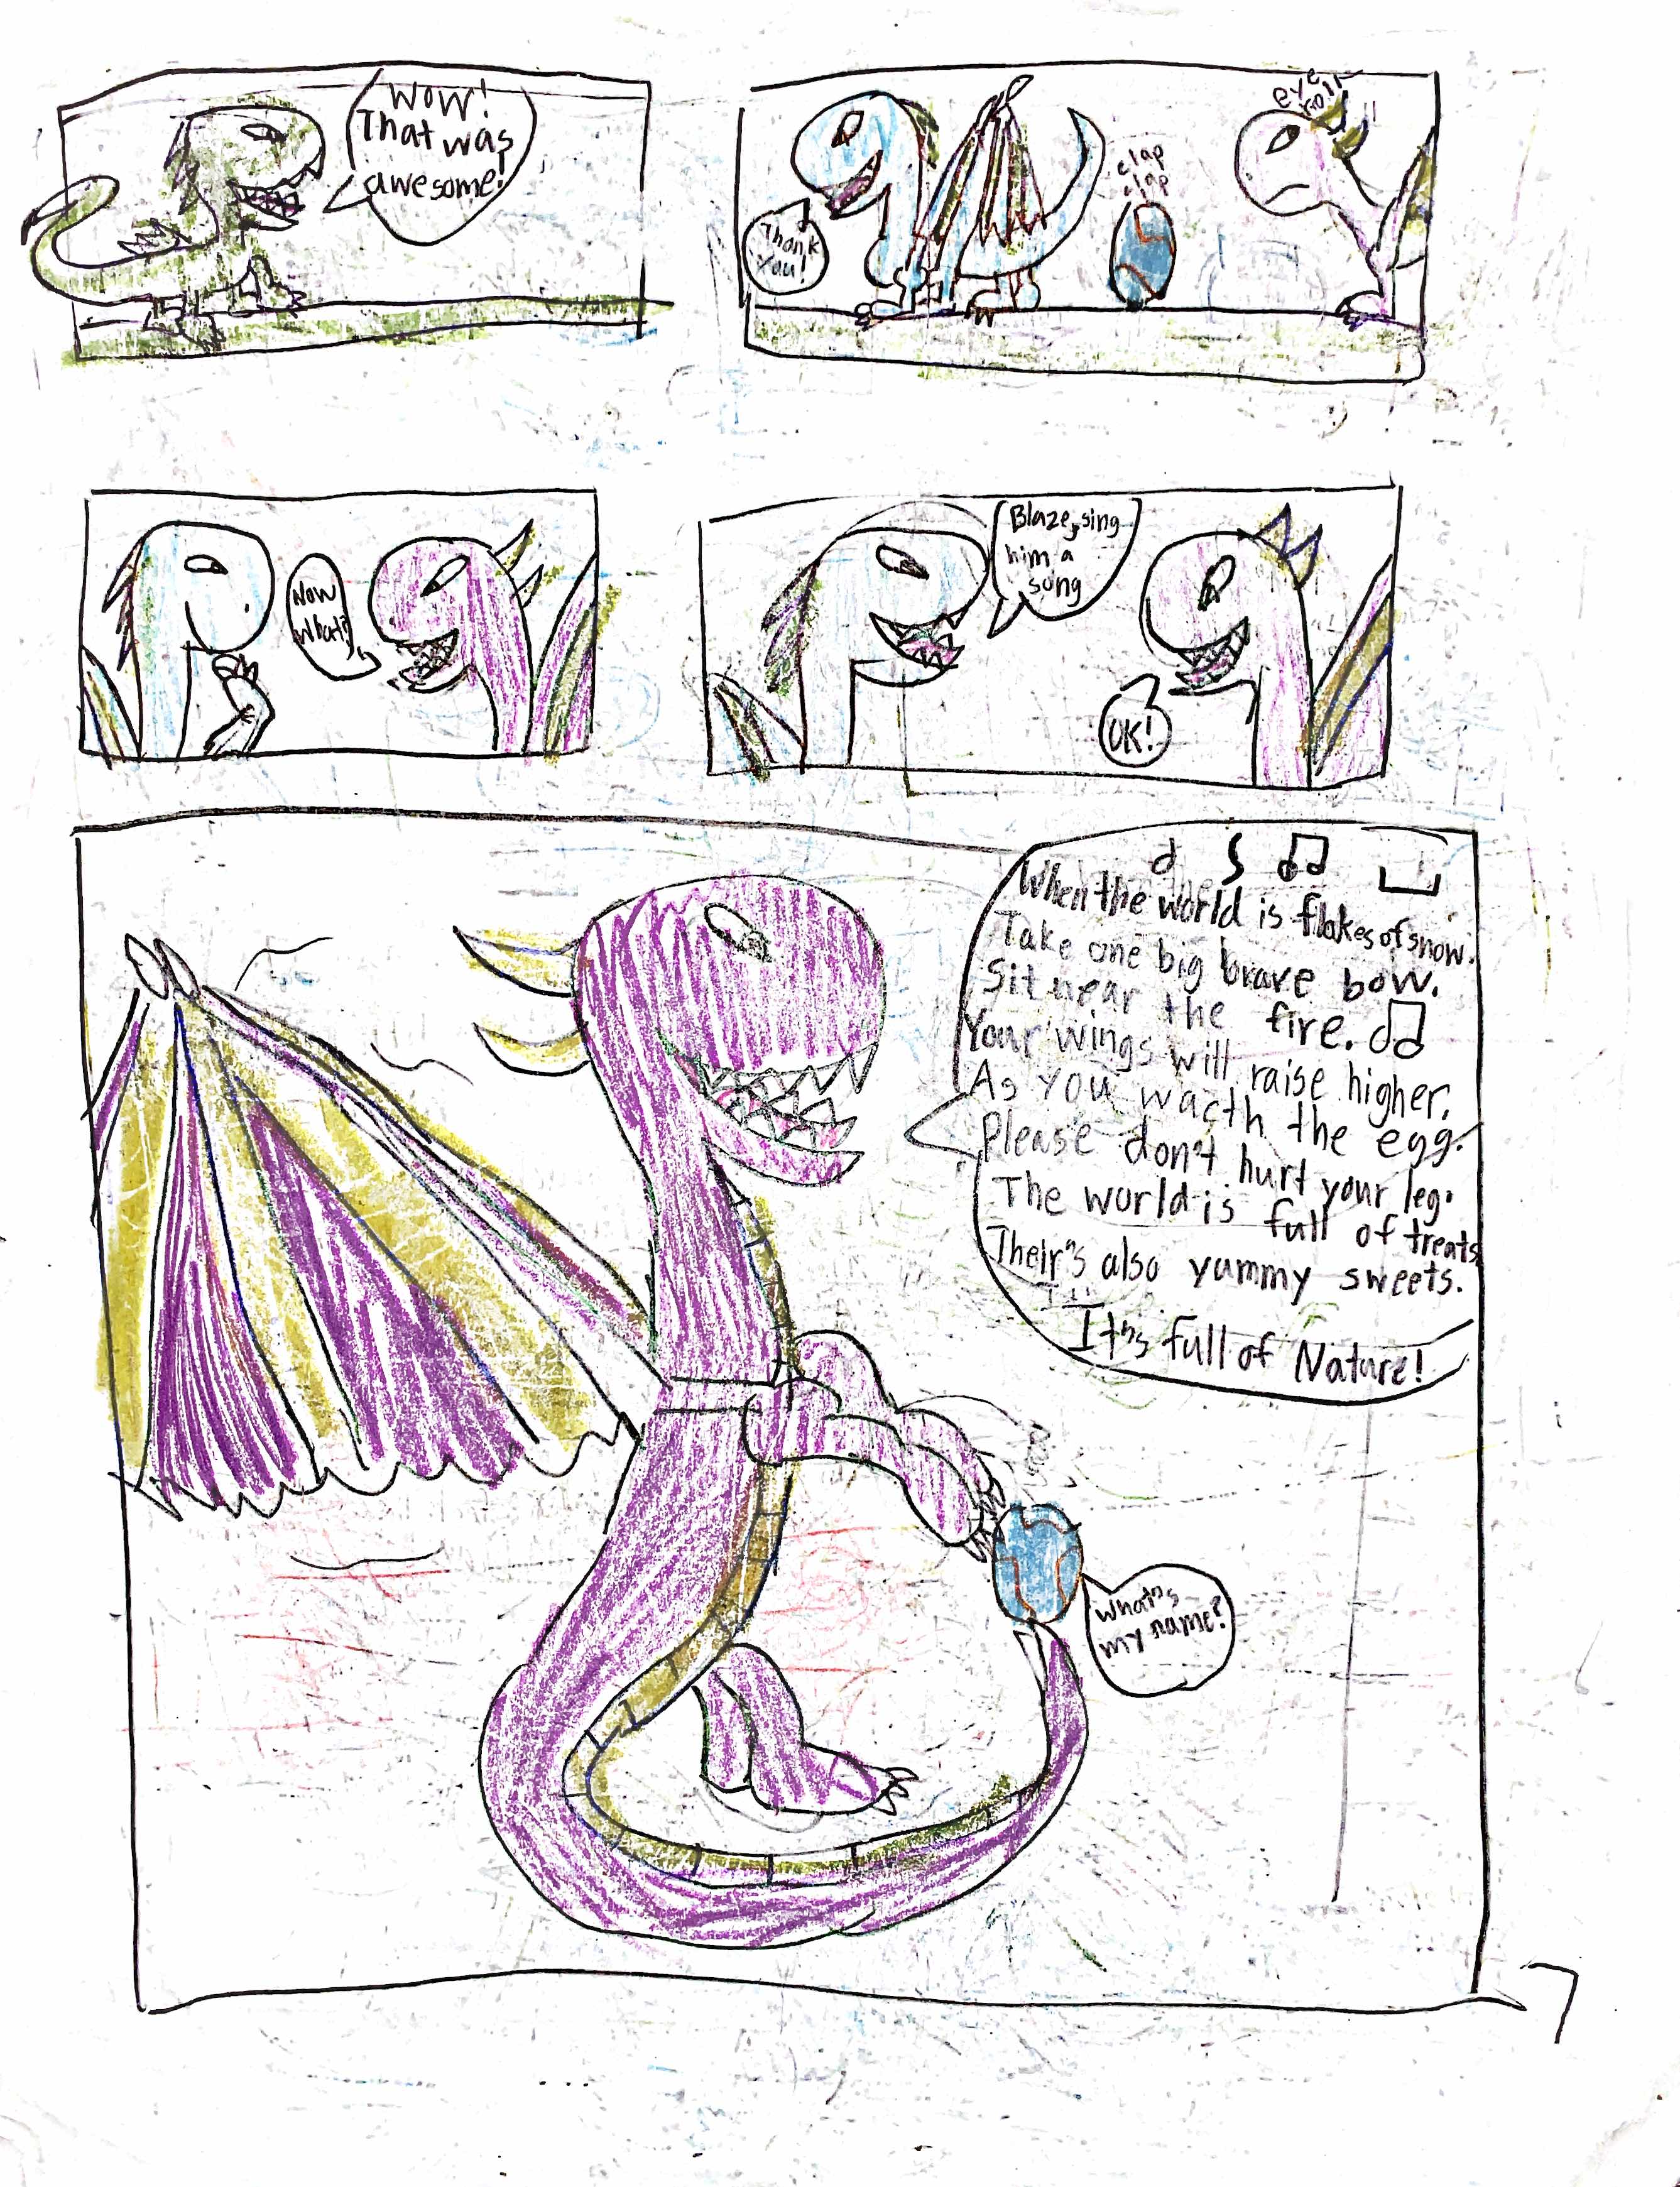 Wow!
That was
awesome!
Thank
you!
clap
clap
eye
roll
Now
What?
Blaze, sing
him a
song
OK!
When the world is flakes of snow.
Take one big brave bow.
Sit near the fire.
Your wings will raise higher.
As you wacth the egg.
Please don't hurt your leg.
The world is full of treats
Their's also yummy sweets.
It's full of Nature!
What's
my name?
7